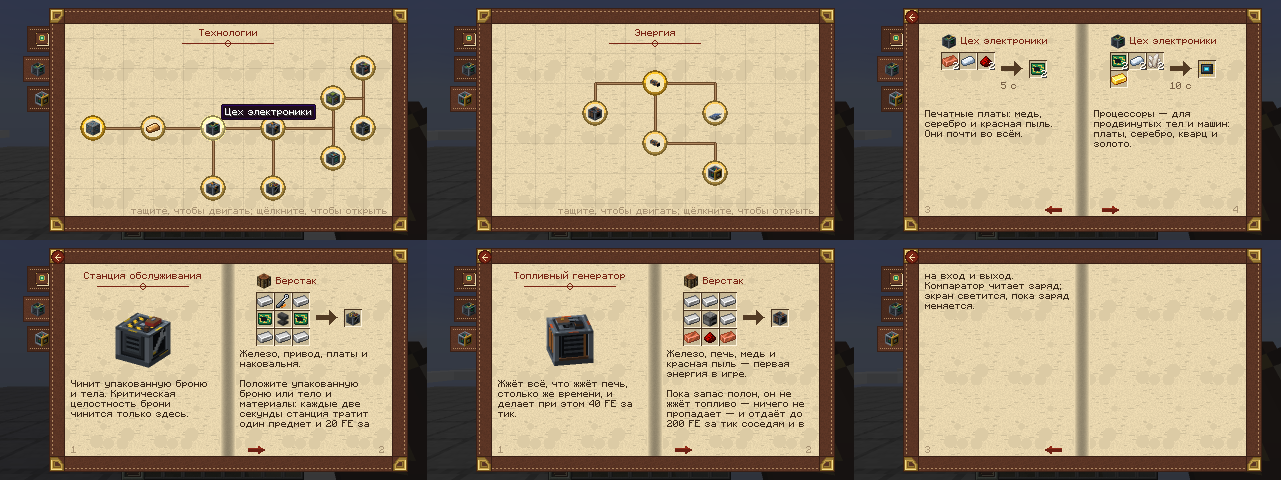 Технологии
Цех электроники
тащите, чтобы двигать; щёлкните, чтобы открыть
Энергия
тащите, чтобы двигать; щёлкните, чтобы открыть
Цех электроники
2
2
2
5 с
Печатные платы: медь,
серебро и красная пыль.
Они почти во всём.
3
Цех электроники
2
2
2
10 с
Процессоры — для
продвинутых тел и машин:
платы, серебро, кварц и
золото.
4
Станция обслуживания
Чинит упакованную броню
и тела. Критическая
целостность брони
чинится только здесь.
1
Верстак
Железо, привод, платы и
наковальня.
Положите упакованную
броню или тело и
материалы: каждые две
секунды станция тратит
один предмет и 20 FE за
2
Топливный генератор
Жжёт всё, что жжёт печь,
столько же времени, и
делает при этом 40 FE за
тик.
1
Верстак
Железо, печь, медь и
красная пыль — первая
энергия в игре.
Пока запас полон, он не
жжёт топливо — ничего не
пропадает — и отдаёт до
200 FE за тик соседям и в
2
на вход и выход.
Компаратор читает заряд;
экран светится, пока заряд
меняется.
3